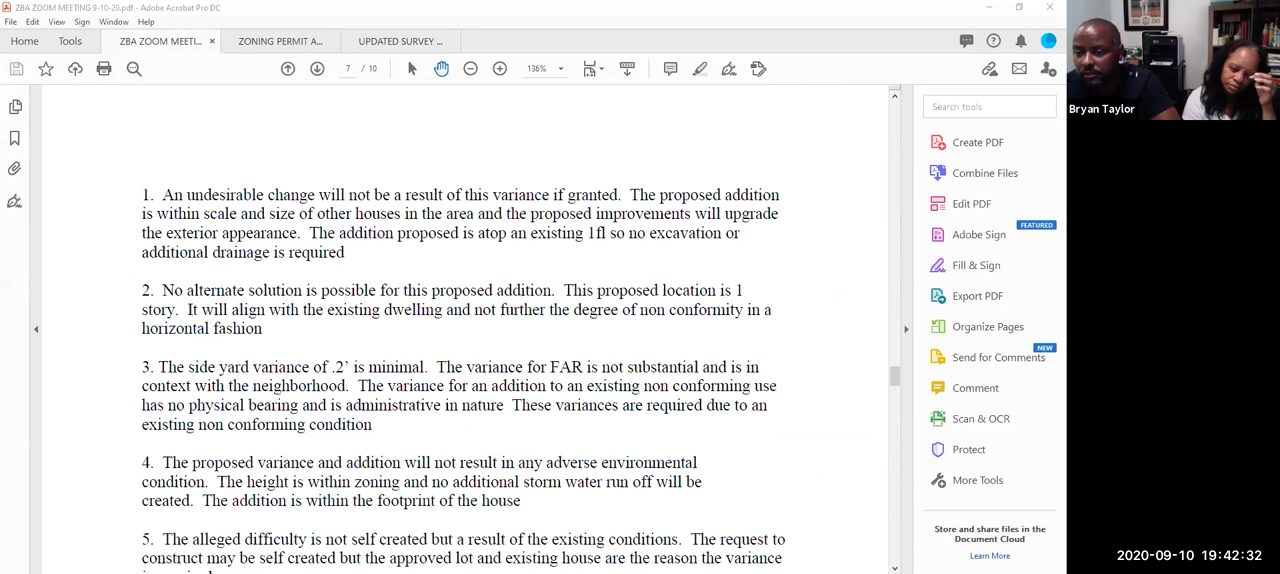 ZBA ZOOM MEETING 9-10-20.pdf - Adobe Acrobat Pro DC
File Edit View Sign Window Help
Home Tools ZBA ZOOM MEETI... × ZONING PERMIT A... UPDATED SURVEY ...
7 / 10 136%
Bryan Taylor
Search tools
Create PDF
Combine Files
Edit PDF
FEATURED
Adobe Sign
Fill & Sign
Export PDF
Organize Pages
NEW
Send for Comments
Comment
Scan & OCR
Protect
More Tools
Store and share files in the
Document Cloud
Learn More
1. An undesirable change will not be a result of this variance if granted. The proposed addition
is within scale and size of other houses in the area and the proposed improvements will upgrade
the exterior appearance. The addition proposed is atop an existing 1fl so no excavation or
additional drainage is required
2. No alternate solution is possible for this proposed addition. This proposed location is 1
story. It will align with the existing dwelling and not further the degree of non conformity in a
horizontal fashion
3. The side yard variance of .2’ is minimal. The variance for FAR is not substantial and is in
context with the neighborhood. The variance for an addition to an existing non conforming use
has no physical bearing and is administrative in nature These variances are required due to an
existing non conforming condition
4. The proposed variance and addition will not result in any adverse environmental
condition. The height is within zoning and no additional storm water run off will be
created. The addition is within the footprint of the house
5. The alleged difficulty is not self created but a result of the existing conditions. The request to
construct may be self created but the approved lot and existing house are the reason the variance
2020-09-10 19:42:32